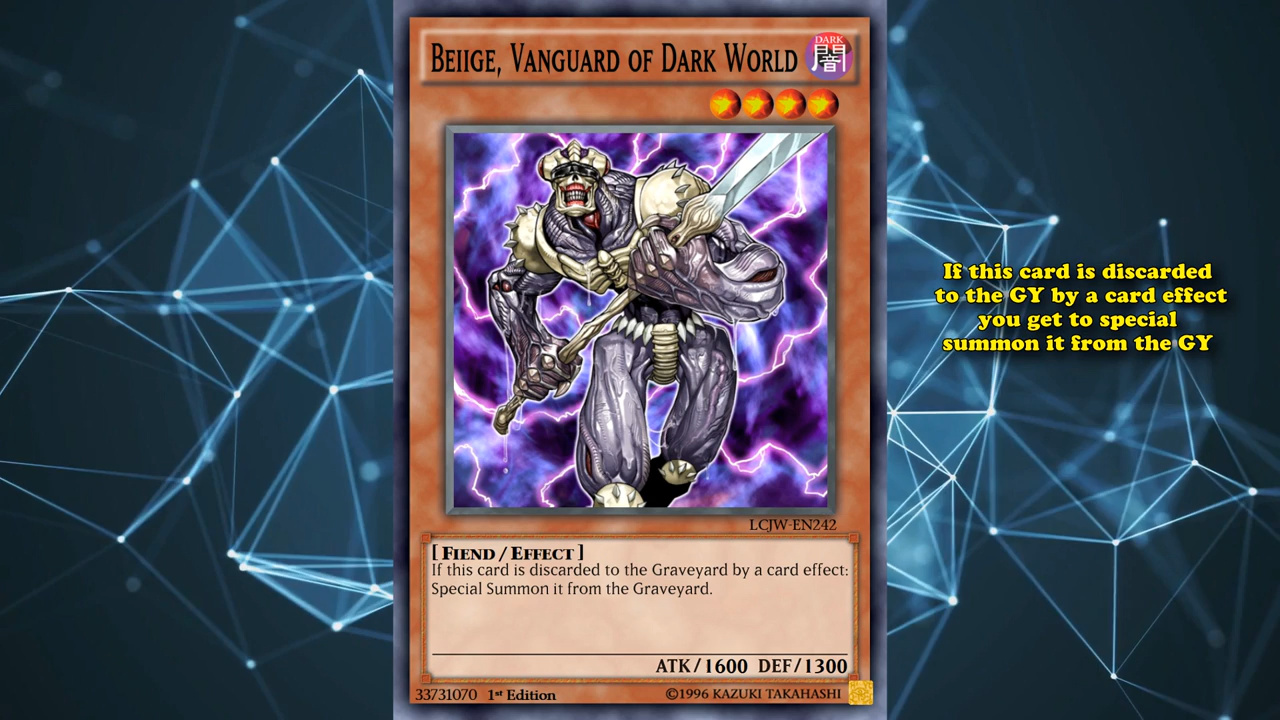 Beiige, Vanguard of Dark World
DARK
闇
LCJW-EN242
[ Fiend / Effect ]
If this card is discarded to the Graveyard by a card effect:
Special Summon it from the Graveyard.
ATK/1600 DEF/1300
33731070 1st Edition
©1996 KAZUKI TAKAHASHI
If this card is discarded
to the GY by a card effect
you get to special
summon it from the GY